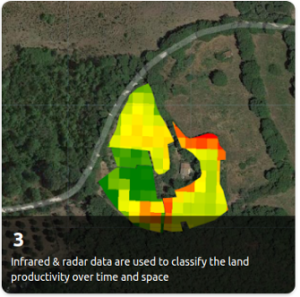 3
Infrared & radar data are used to classify the land
productivity over time and space